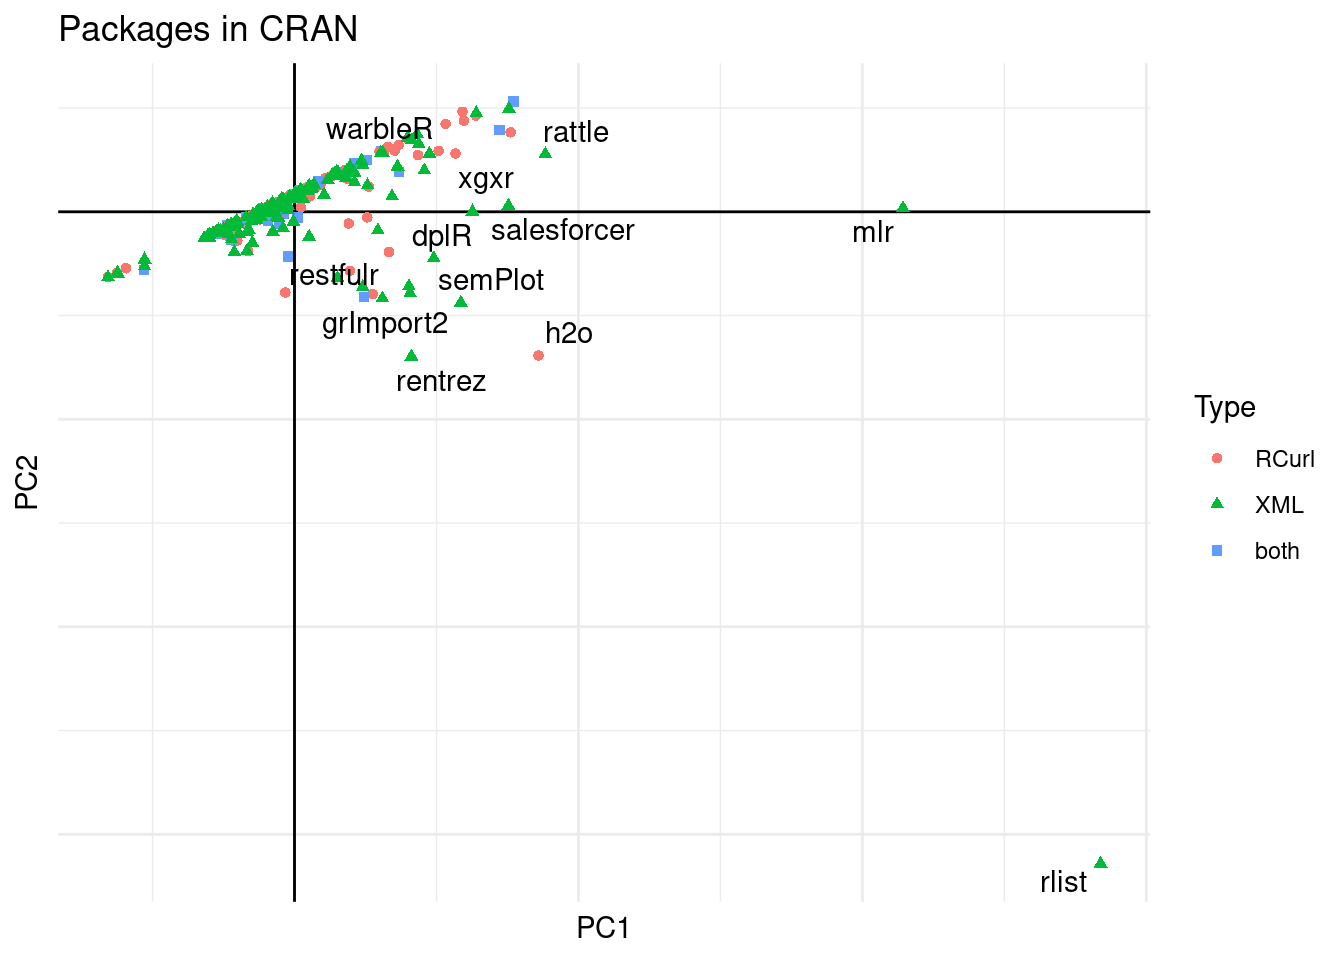 Packages in CRAN
warbleR
rattle
xgxr
dplR
salesforcer
mlr
restfulr
semPlot
grImport2
h2o
rentrez
rlist
PC2
PC1
Type
RCurl
XML
both